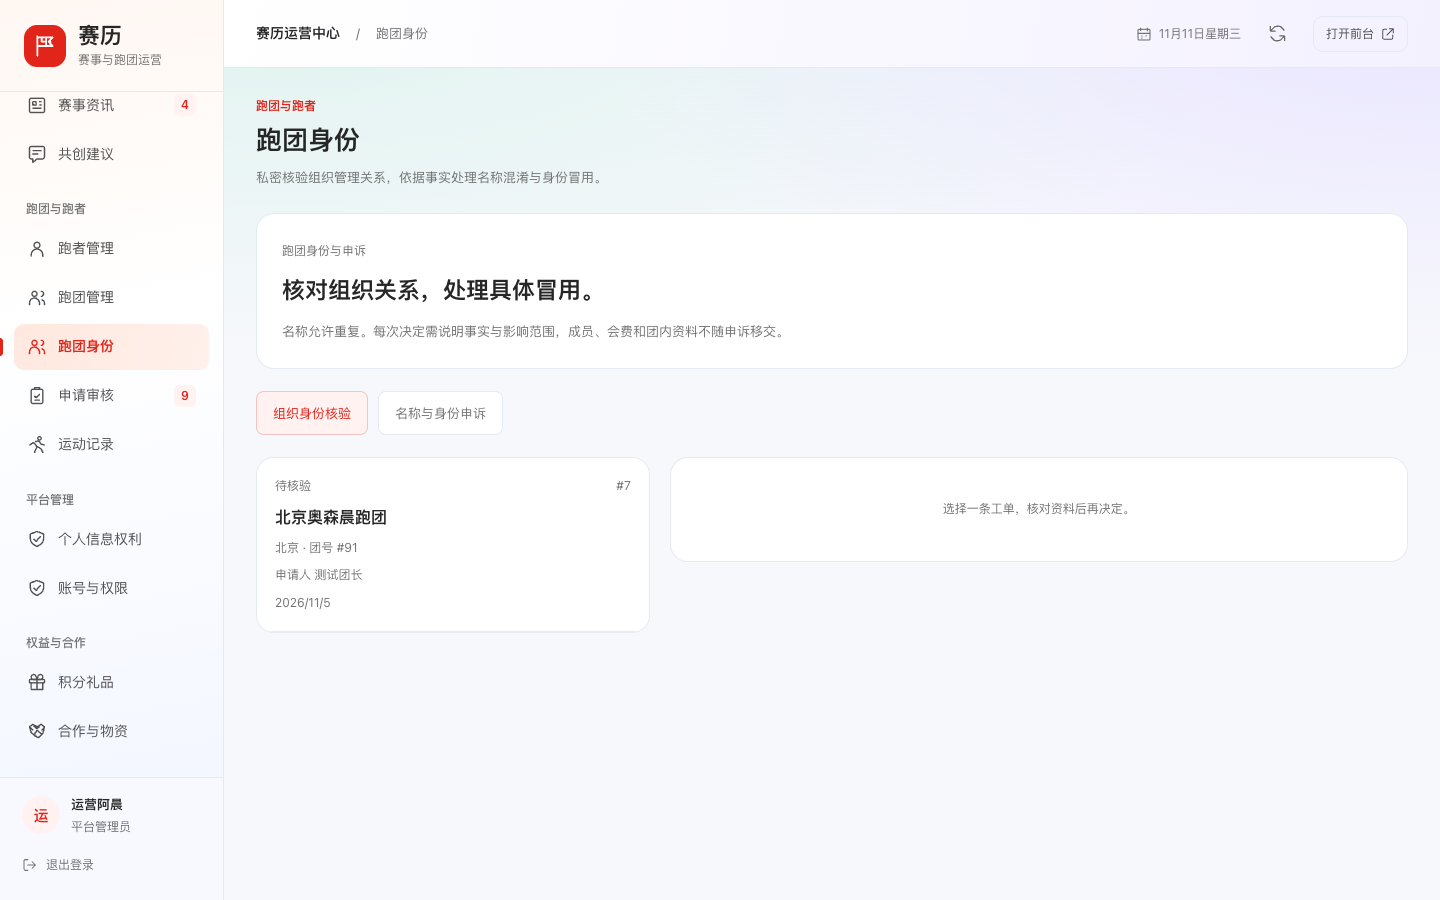 赛历
赛事与跑团运营
赛事资讯 4
共创建议
跑团与跑者
跑者管理
跑团管理
跑团身份
申请审核 9
运动记录
平台管理
个人信息权利
账号与权限
权益与合作
积分礼品
合作与物资
运
运营阿晨
平台管理员
退出登录
赛历运营中心 / 跑团身份
11月11日星期三
打开前台
跑团与跑者
跑团身份
私密核验组织管理关系，依据事实处理名称混淆与身份冒用。
跑团身份与申诉
核对组织关系，处理具体冒用。
名称允许重复。每次决定需说明事实与影响范围，成员、会费和团内资料不随申诉移交。
组织身份核验
名称与身份申诉
待核验 #7
北京奥森晨跑团
北京 · 团号 #91
申请人 测试团长
2026/11/5
选择一条工单，核对资料后再决定。